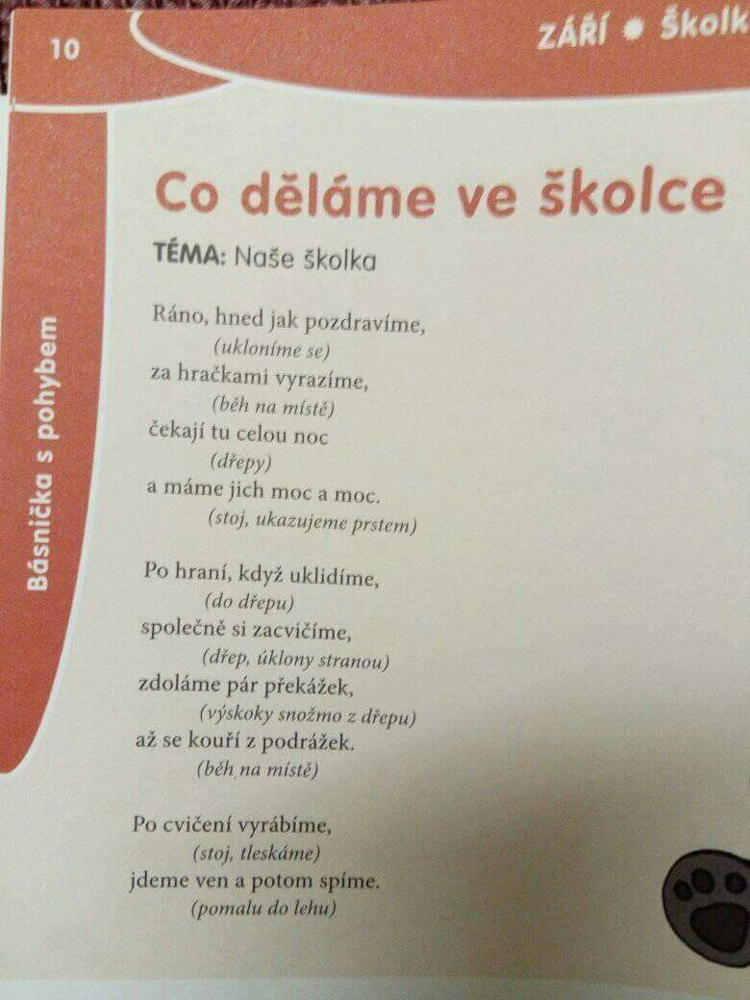 10
ZÁŘÍ ✹ Školk
Co děláme ve školce
TÉMA: Naše školka
Básnička s pohybem
Ráno, hned jak pozdravíme,
(ukloníme se)
za hračkami vyrazíme,
(běh na místě)
čekají tu celou noc
(dřepy)
a máme jich moc a moc.
(stoj, ukazujeme prstem)
Po hraní, když uklidíme,
(do dřepu)
společně si zacvičíme,
(dřep, úklony stranou)
zdoláme pár překážek,
(výskoky snožmo z dřepu)
až se kouří z podrážek.
(běh na místě)
Po cvičení vyrábíme,
(stoj, tleskáme)
jdeme ven a potom spíme.
(pomalu do lehu)